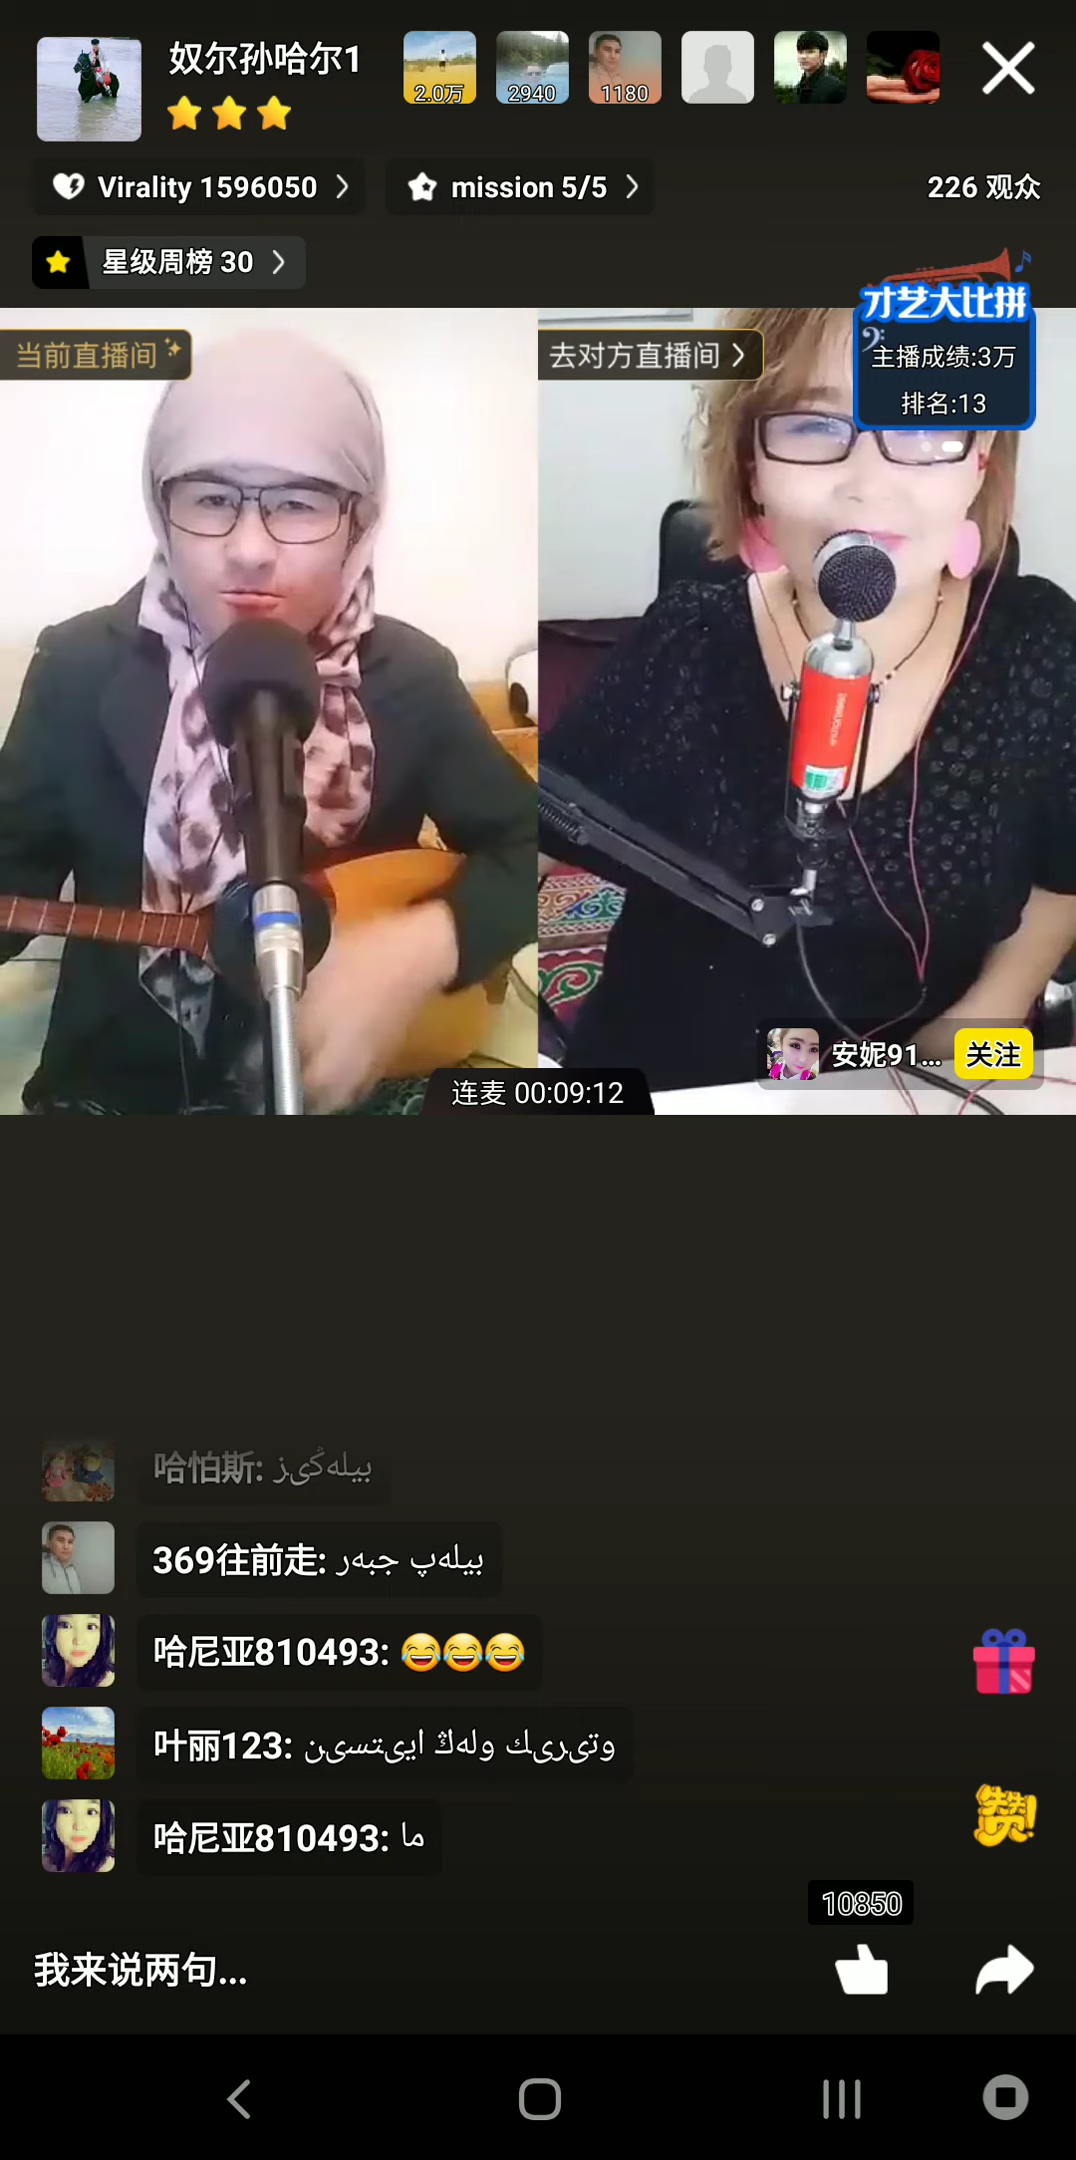 奴尔孙哈尔1
2.0万
2940
1180
Virality 1596050
mission 5/5
226 观众
星级周榜 30
才艺大比拼
主播成绩:3万
排名:13
当前直播间
去对方直播间
安妮91...
关注
连麦 00:09:12
哈怕斯: بيلەگىز
369往前走: بيلەپ جبەر
哈尼亚810493: 😂😂😂
叶丽123: وتىرىك ولەڭ ايىتسىن
哈尼亚810493: ما
赞!
10850
我来说两句...